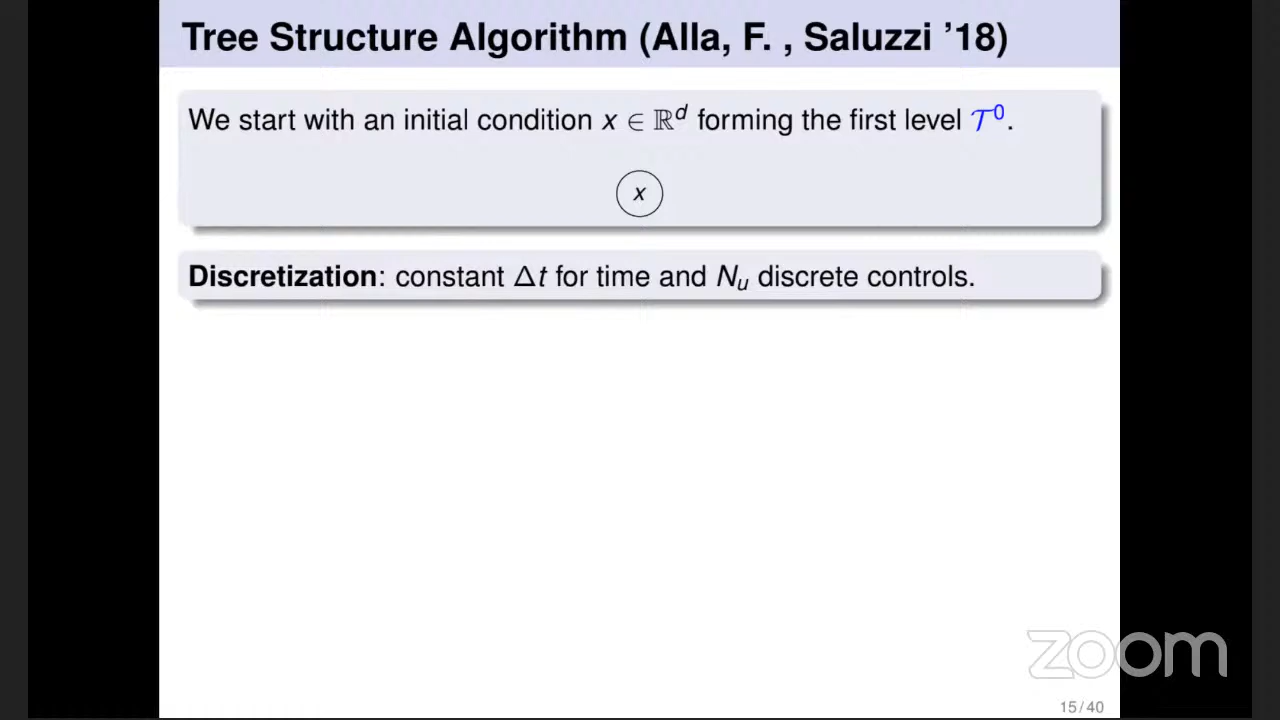 Tree Structure Algorithm (Alla, F. , Saluzzi ’18)
We start with an initial condition x ∈ ℝ^d forming the first level 𝒯^0.
x
Discretization: constant Δt for time and N_u discrete controls.
zoom
15 / 40